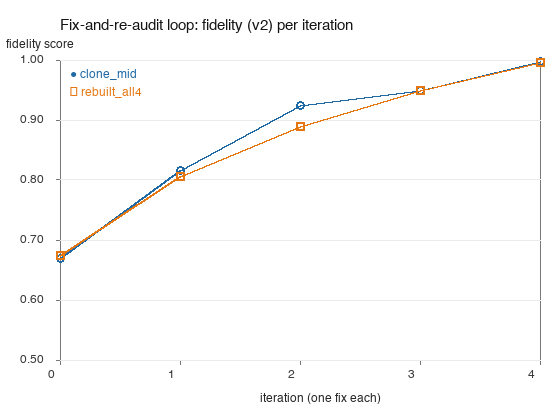 Fix-and-re-audit loop: fidelity (v2) per iteration
fidelity score
1.00
clone_mid
rebuilt_all4
0.90
0.80
0.70
0.60
0.50
0 1 2 3 4
iteration (one fix each)